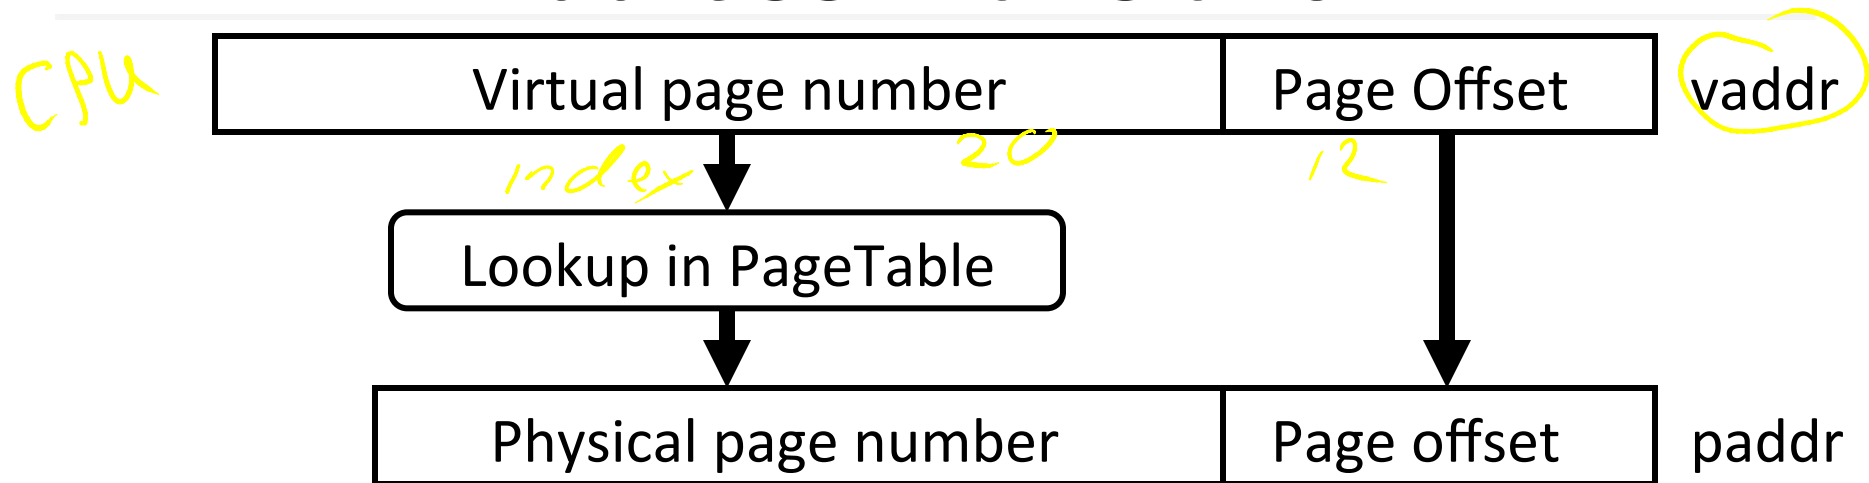 CPU Virtual page number Page Offset vaddr
index 20 12
Lookup in PageTable
Physical page number Page offset paddr